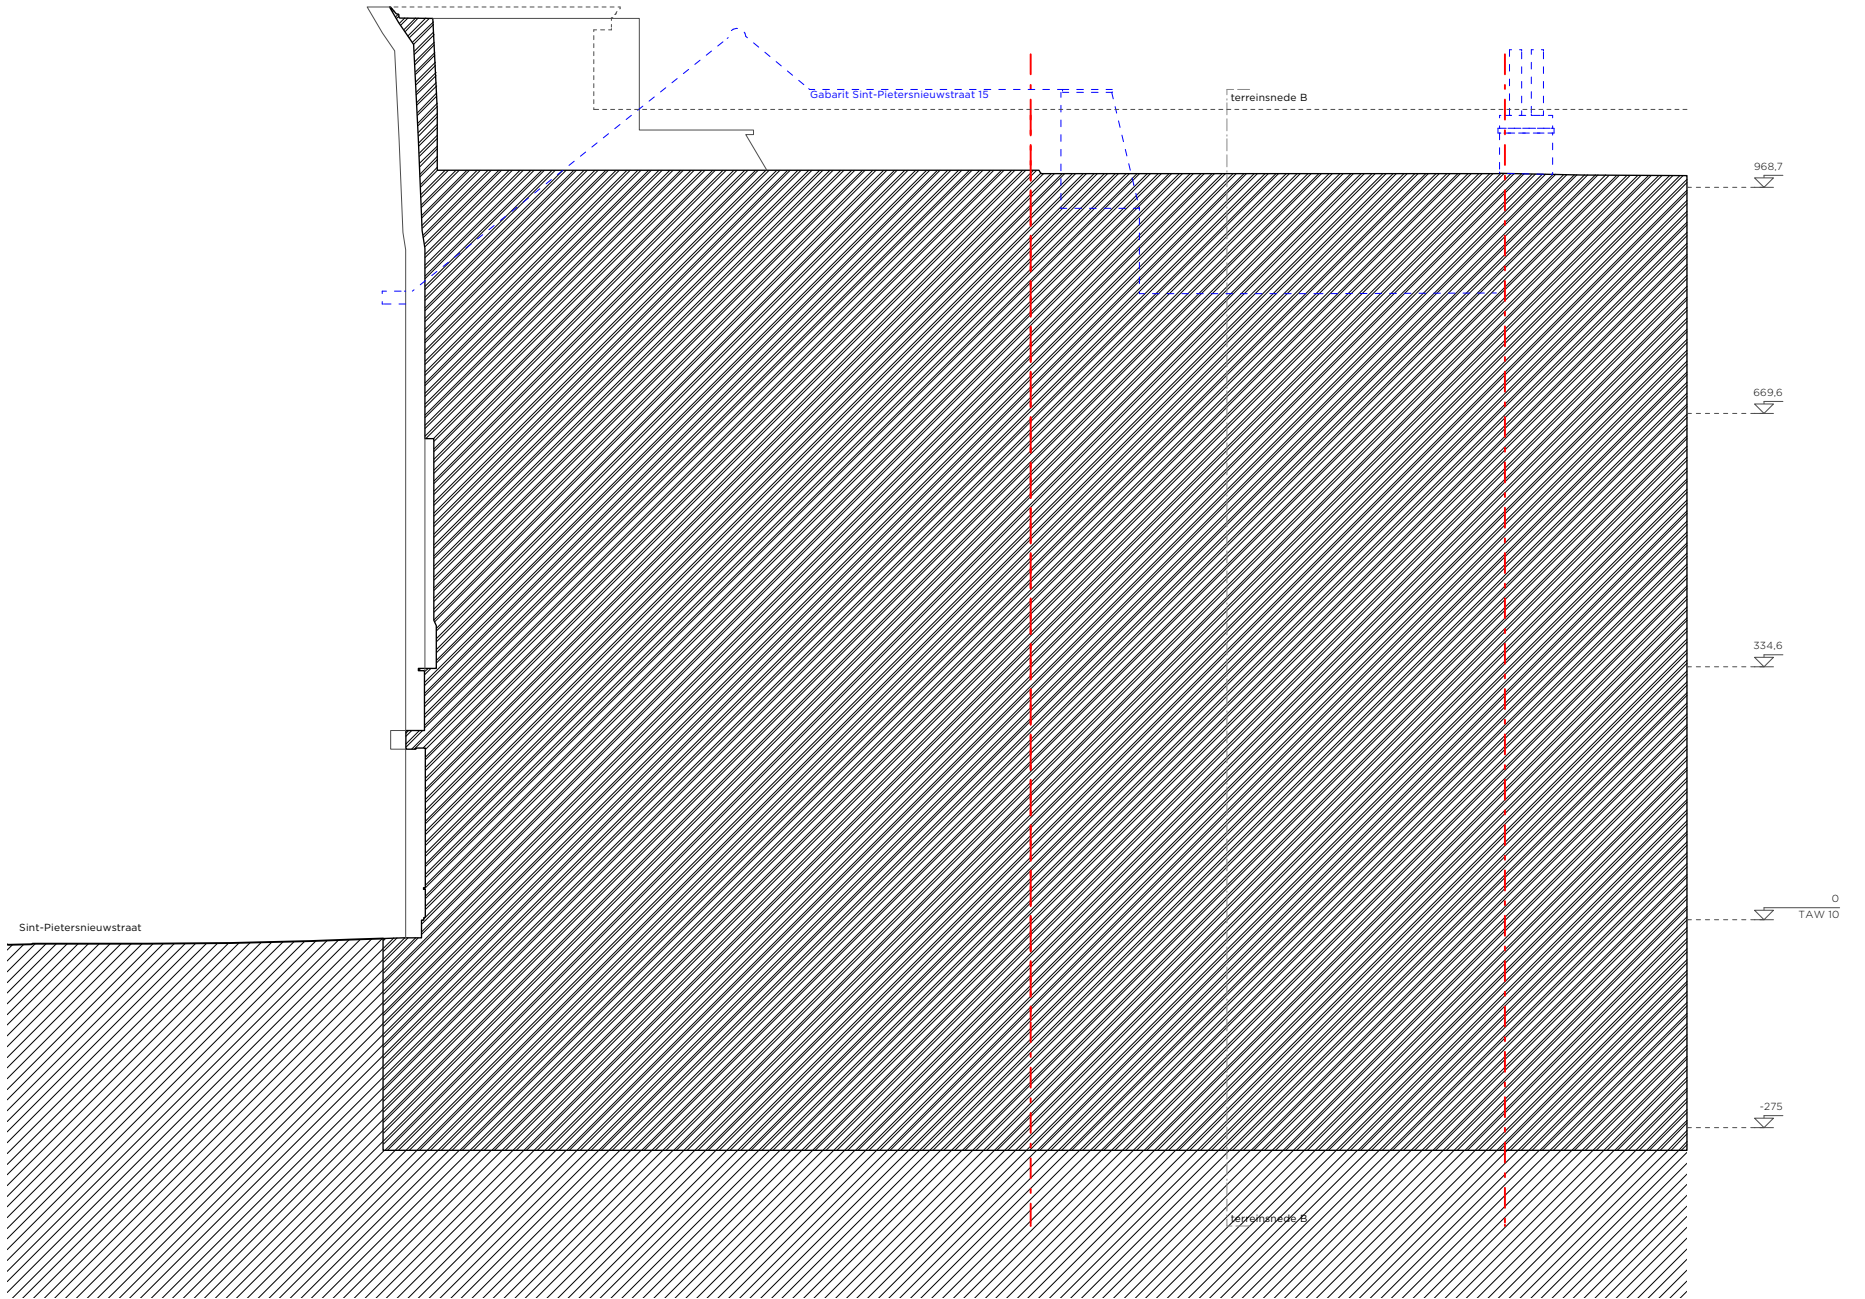 Gabarit Sint-Pietersnieuwstraat 15
terreinsnede B
968,7
669,6
334,6
0
TAW 10
Sint-Pietersnieuwstraat
-275
terreinsnede B